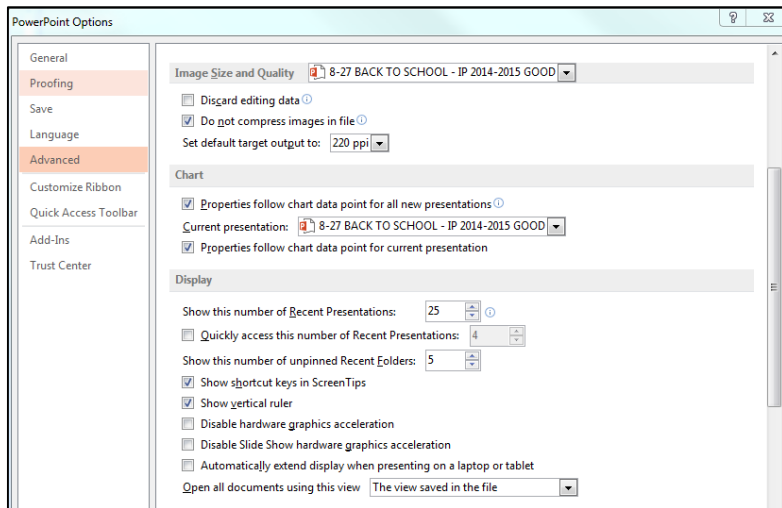 PowerPoint Options
General
Proofing
Save
Language
Advanced
Customize Ribbon
Quick Access Toolbar
Add-Ins
Trust Center
Image Size and Quality 8-27 BACK TO SCHOOL - IP 2014-2015 GOOD
Discard editing data
Do not compress images in file
Set default target output to: 220 ppi
Chart
Properties follow chart data point for all new presentations
Current presentation: 8-27 BACK TO SCHOOL - IP 2014-2015 GOOD
Properties follow chart data point for current presentation
Display
Show this number of Recent Presentations: 25
Quickly access this number of Recent Presentations: 4
Show this number of unpinned Recent Folders: 5
Show shortcut keys in ScreenTips
Show vertical ruler
Disable hardware graphics acceleration
Disable Slide Show hardware graphics acceleration
Automatically extend display when presenting on a laptop or tablet
Open all documents using this view The view saved in the file